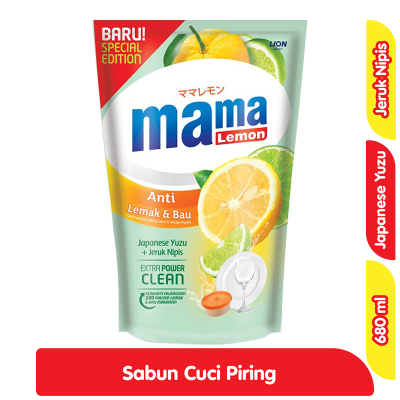 BARU!
SPECIAL
EDITION
LION
ママレモン
mama
Lemon
Anti
Lemak & Bau
Japanese Yuzu
+ Jeruk Nipis
EXTRA POWER
CLEAN
Jeruk Nipis
Japanese Yuzu
680 ml
Sabun Cuci Piring